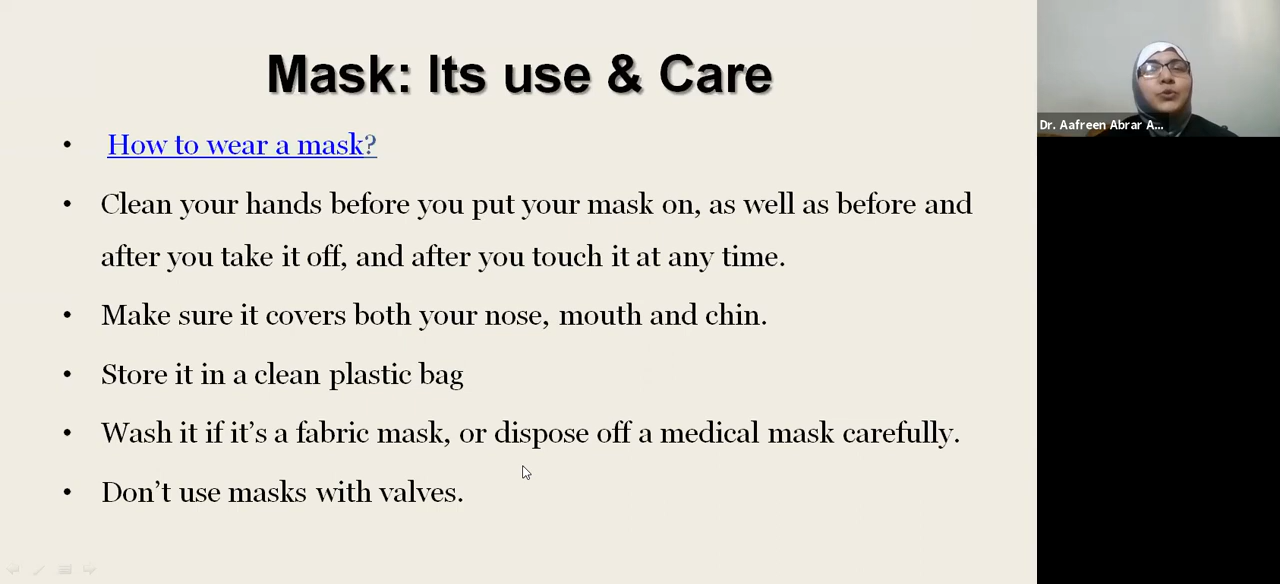 Mask: Its use & Care
• How to wear a mask?
• Clean your hands before you put your mask on, as well as before and
after you take it off, and after you touch it at any time.
• Make sure it covers both your nose, mouth and chin.
• Store it in a clean plastic bag
• Wash it if it’s a fabric mask, or dispose off a medical mask carefully.
• Don’t use masks with valves.
Dr. Aafreen Abrar A...